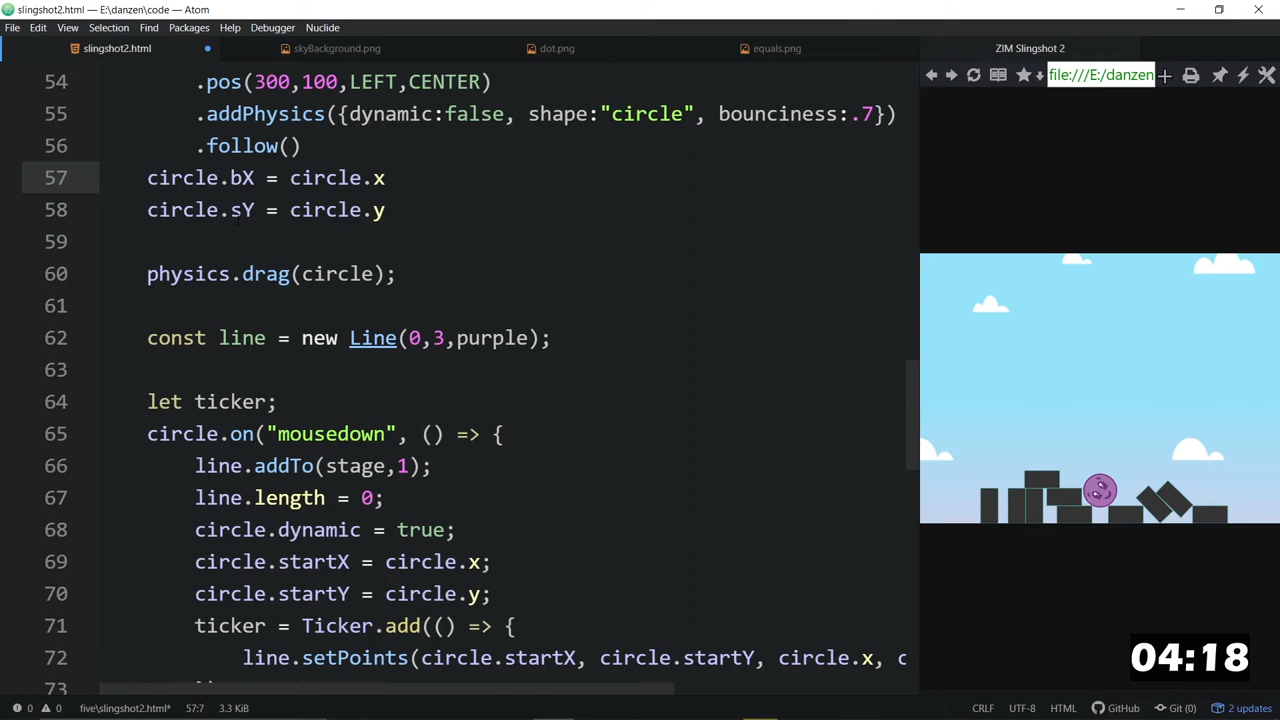 slingshot2.html — E:\danzen\code — Atom
File Edit View Selection Find Packages Help Debugger Nuclide
slingshot2.html skyBackground.png dot.png equals.png ZIM Slingshot 2
file:///E:/danzen
54 .pos(300,100,LEFT,CENTER)
55 .addPhysics({dynamic:false, shape:"circle", bounciness:.7})
56 .follow()
57 circle.bX = circle.x
58 circle.sY = circle.y
59
60 physics.drag(circle);
61
62 const line = new Line(0,3,purple);
63
64 let ticker;
65 circle.on("mousedown", () => {
66 line.addTo(stage,1);
67 line.length = 0;
68 circle.dynamic = true;
69 circle.startX = circle.x;
70 circle.startY = circle.y;
71 ticker = Ticker.add(() => {
72 line.setPoints(circle.startX, circle.startY, circle.x, c
73
04:18
0 0 five\slingshot2.html* 57:7 3.3 KiB CRLF UTF-8 HTML GitHub Git (0) 2 updates